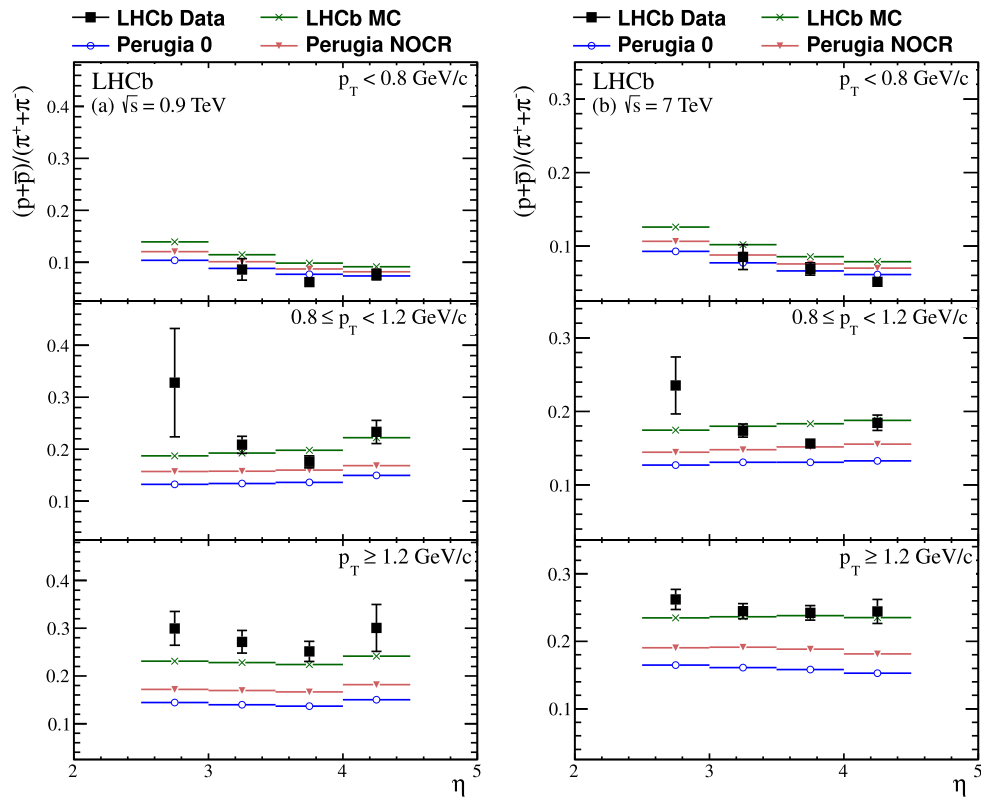 LHCb Data LHCb MC
Perugia 0 Perugia NOCR
(p+p̅)/(π⁺+π⁻)
LHCb
(a) √s = 0.9 TeV
p_T < 0.8 GeV/c
0.4
0.3
0.2
0.1
0.8 ≤ p_T < 1.2 GeV/c
0.4
0.3
0.2
0.1
p_T ≥ 1.2 GeV/c
0.4
0.3
0.2
0.1
2 3 4 5
η
LHCb Data LHCb MC
Perugia 0 Perugia NOCR
(p+p̅)/(π⁺+π⁻)
LHCb
(b) √s = 7 TeV
p_T < 0.8 GeV/c
0.3
0.2
0.1
0.8 ≤ p_T < 1.2 GeV/c
0.3
0.2
0.1
p_T ≥ 1.2 GeV/c
0.3
0.2
0.1
2 3 4 5
η